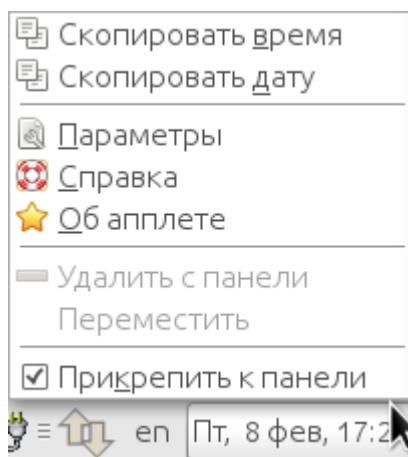 Скопировать время
Скопировать дату
Параметры
Справка
Об апплете
Удалить с панели
Переместить
Прикрепить к панели
en Пт, 8 фев, 17:2